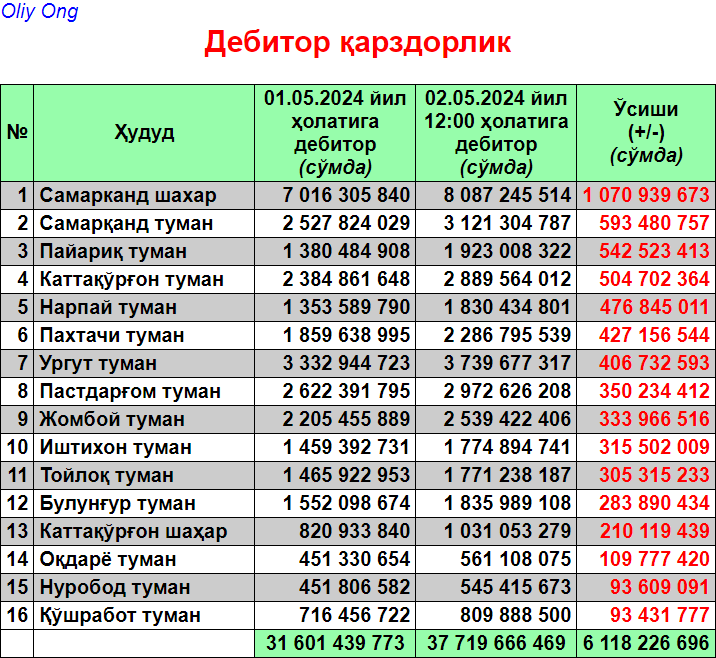 Oliy Ong
Дебитор қарздорлик
№ Ҳудуд 01.05.2024 йил ҳолатига дебитор (сўмда) 02.05.2024 йил 12:00 ҳолатига дебитор (сўмда) Ўсиши (+/-) (сўмда)
1 Самарканд шахар 7 016 305 840 8 087 245 514 1 070 939 673
2 Самарқанд туман 2 527 824 029 3 121 304 787 593 480 757
3 Пайариқ туман 1 380 484 908 1 923 008 322 542 523 413
4 Каттақўрғон туман 2 384 861 648 2 889 564 012 504 702 364
5 Нарпай туман 1 353 589 790 1 830 434 801 476 845 011
6 Пахтачи туман 1 859 638 995 2 286 795 539 427 156 544
7 Ургут туман 3 332 944 723 3 739 677 317 406 732 593
8 Пастдарғом туман 2 622 391 795 2 972 626 208 350 234 412
9 Жомбой туман 2 205 455 889 2 539 422 406 333 966 516
10 Иштихон туман 1 459 392 731 1 774 894 741 315 502 009
11 Тойлоқ туман 1 465 922 953 1 771 238 187 305 315 233
12 Булунғур туман 1 552 098 674 1 835 989 108 283 890 434
13 Каттақўрғон шаҳар 820 933 840 1 031 053 279 210 119 439
14 Оқдарё туман 451 330 654 561 108 075 109 777 420
15 Нуробод туман 451 806 582 545 415 673 93 609 091
16 Қўшработ туман 716 456 722 809 888 500 93 431 777
31 601 439 773 37 719 666 469 6 118 226 696